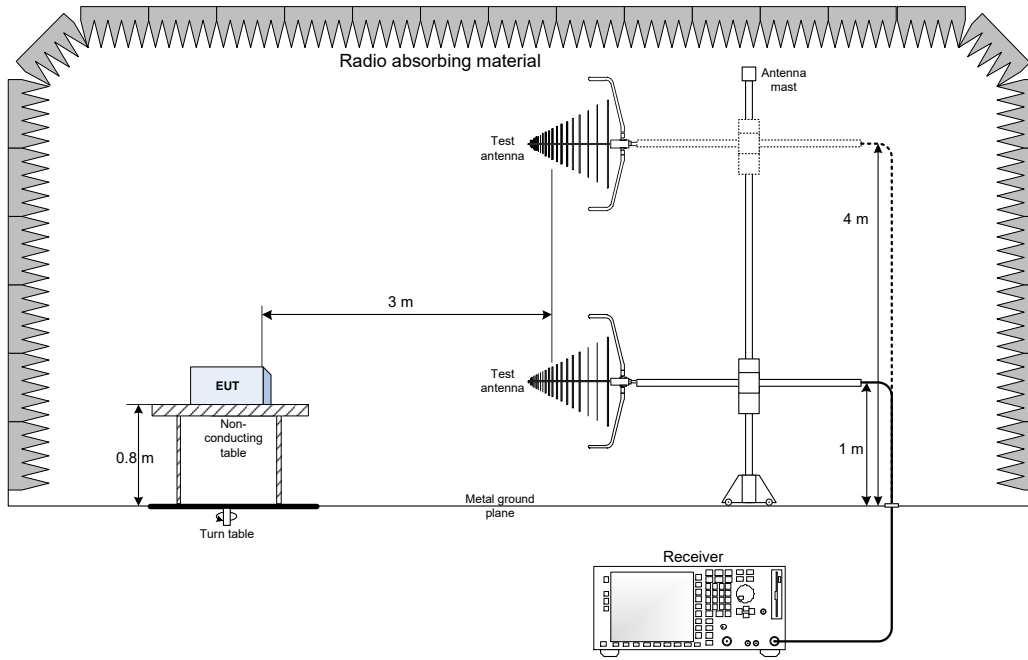 Radio absorbing material
Antenna
mast
Test
antenna
4 m
3 m
EUT
Test
antenna
Non-
conducting
table
0.8 m
1 m
Metal ground
plane
Turn table
Receiver